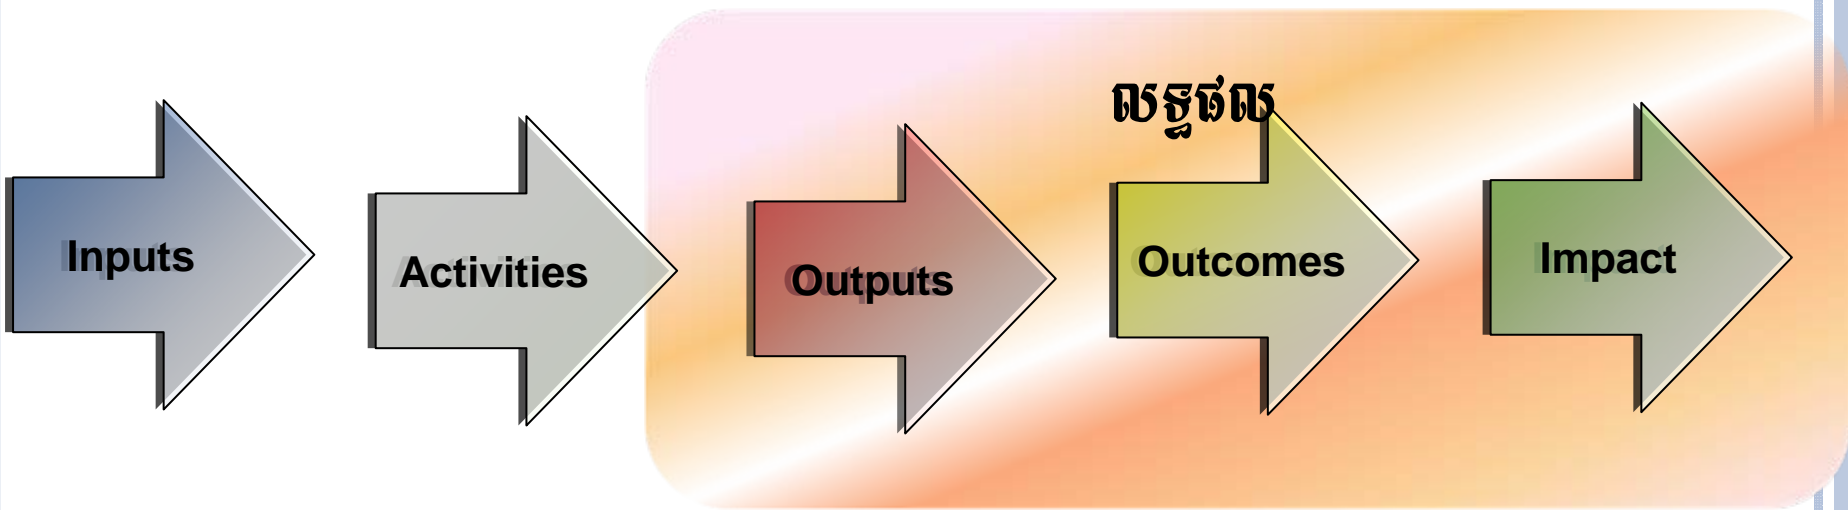 លទ្ធផល
Inputs
Activities
Outputs
Outcomes
Impact